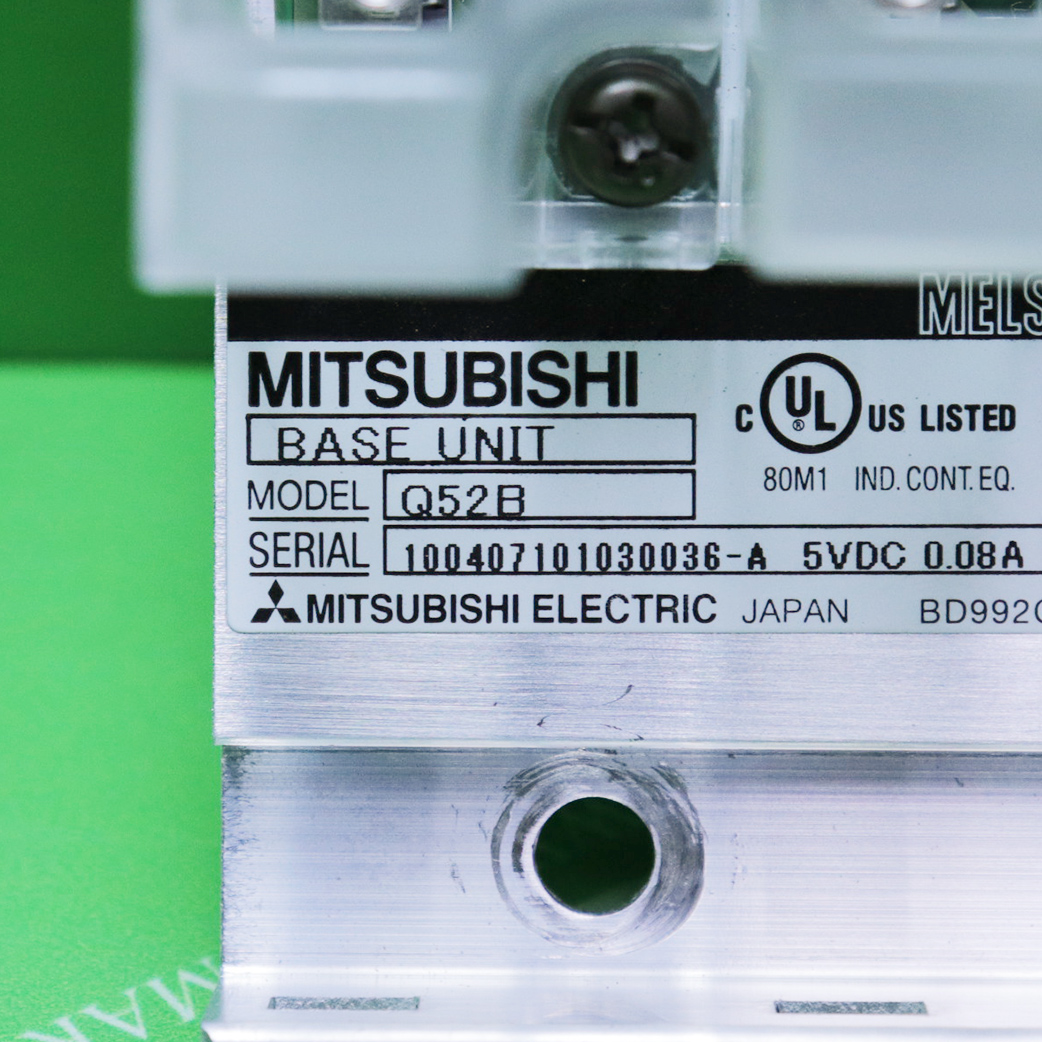 MITSUBISHI
BASE UNIT
C UL ® US LISTED
80M1 IND. CONT. EQ.
MODEL Q52B
SERIAL 100407101030036-A 5VDC 0.08A
MITSUBISHI ELECTRIC JAPAN